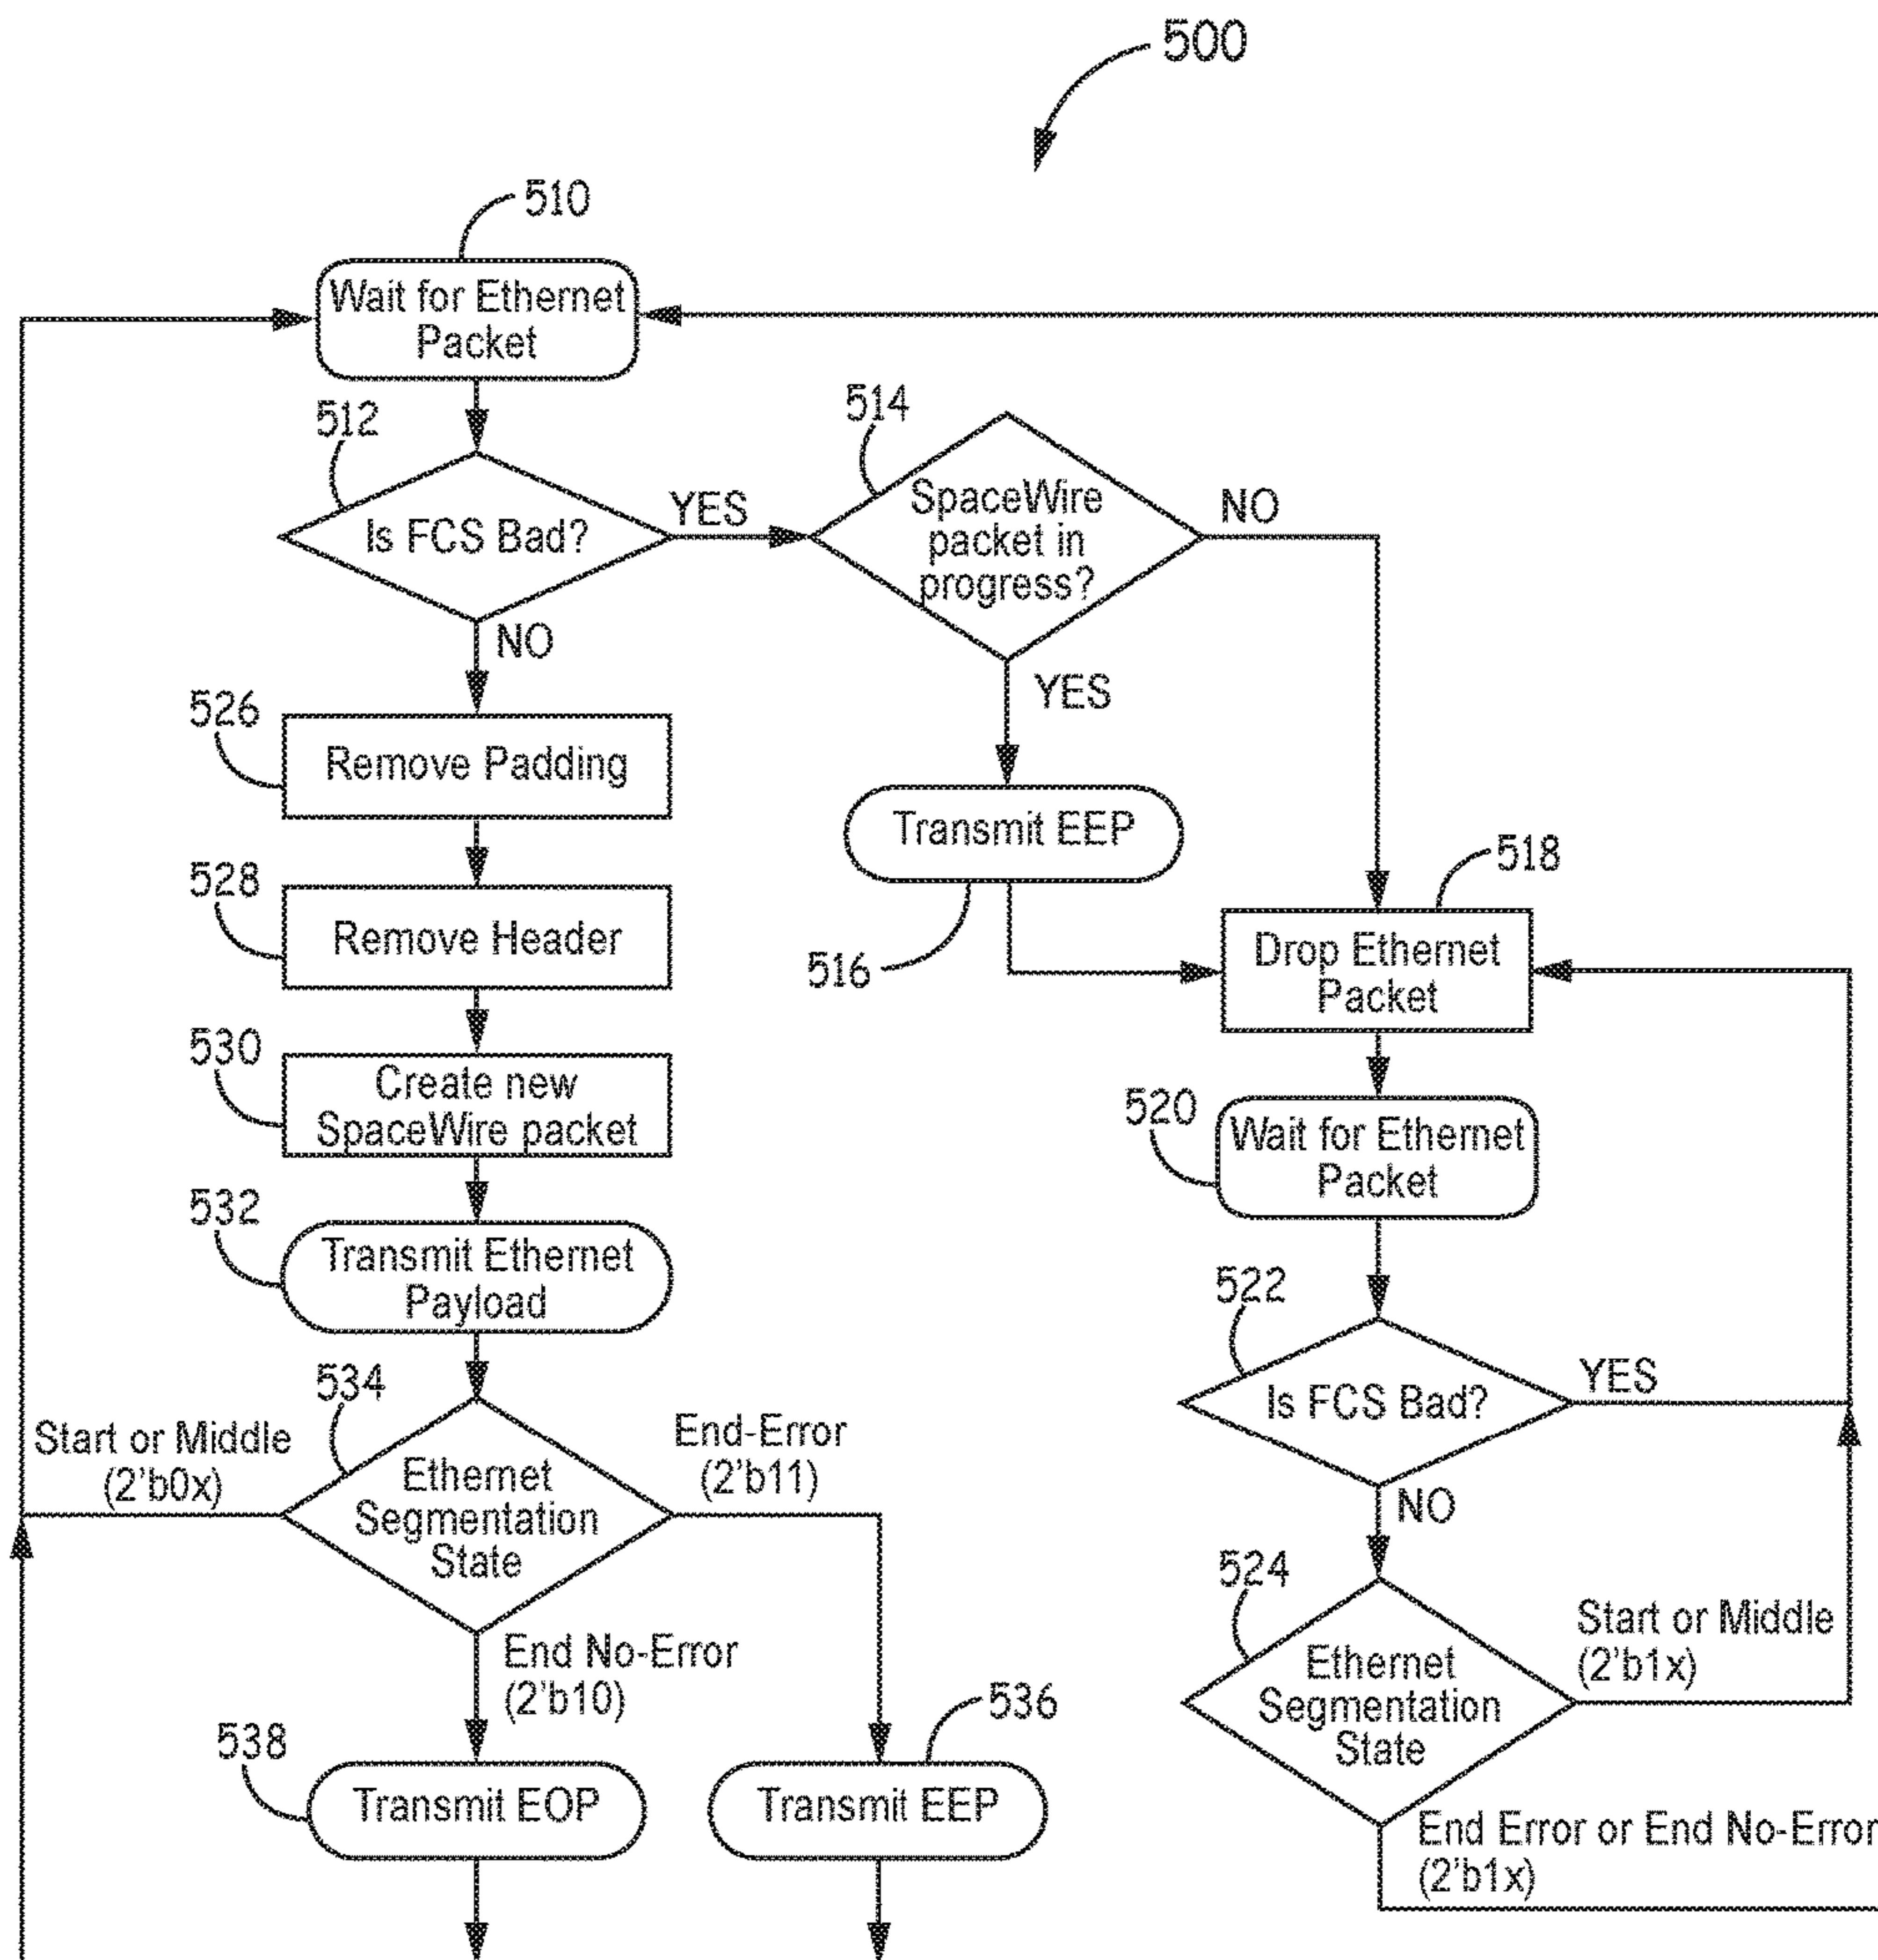 500
510
Wait for Ethernet
Packet
512
Is FCS Bad?
YES
NO
514
SpaceWire
packet in
progress?
NO
YES
526
Remove Padding
Transmit EEP
516
528
Remove Header
518
Drop Ethernet
Packet
530
Create new
SpaceWire packet
520
Wait for Ethernet
Packet
532
Transmit Ethernet
Payload
522
Is FCS Bad?
YES
NO
534
Ethernet
Segmentation
State
Start or Middle
(2'b0x)
End-Error
(2'b11)
End No-Error
(2'b10)
524
Ethernet
Segmentation
State
Start or Middle
(2'b1x)
End Error or End No-Error
(2'b1x)
538
Transmit EOP
536
Transmit EEP